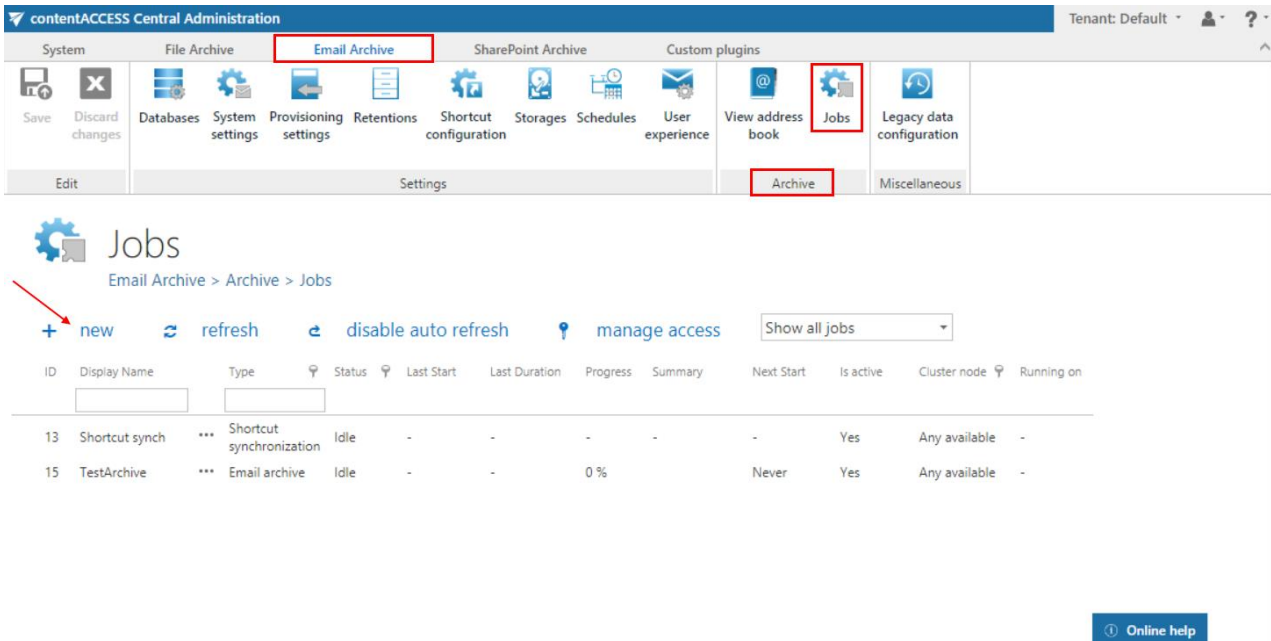 contentACCESS Central Administration
Tenant: Default
?
System
File Archive
Email Archive
SharePoint Archive
Custom plugins
Save
Discard
changes
Databases
System
settings
Provisioning
settings
Retentions
Shortcut
configuration
Storages
Schedules
User
experience
View address
book
Jobs
Legacy data
configuration
Edit
Settings
Archive
Miscellaneous
Jobs
Email Archive > Archive > Jobs
+ new
refresh
disable auto refresh
manage access
Show all jobs
ID Display Name Type Status Last Start Last Duration Progress Summary Next Start Is active Cluster node Running on
13 Shortcut synch ••• Shortcut
synchronization Idle - - - - - Yes Any available -
15 TestArchive ••• Email archive Idle - - 0 % Never Yes Any available -
Online help